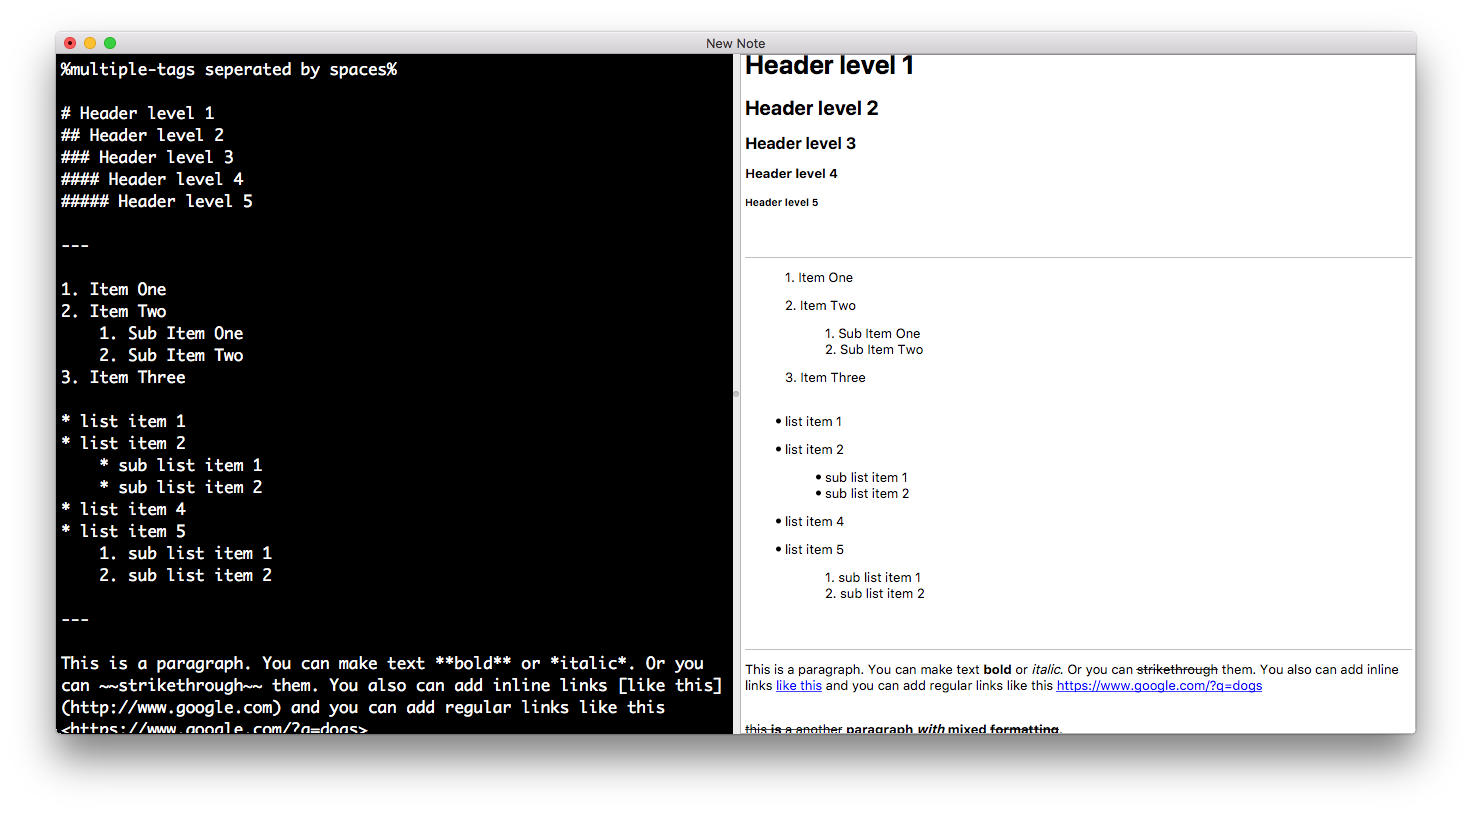 New Note
%multiple-tags seperated by spaces%
# Header level 1
## Header level 2
### Header level 3
#### Header level 4
##### Header level 5
---
1. Item One
2. Item Two
1. Sub Item One
2. Sub Item Two
3. Item Three
* list item 1
* list item 2
* sub list item 1
* sub list item 2
* list item 4
* list item 5
1. sub list item 1
2. sub list item 2
---
This is a paragraph. You can make text **bold** or *italic*. Or you
can ~~strikethrough~~ them. You also can add inline links [like this]
(http://www.google.com) and you can add regular links like this
<https://www.google.com/?q=dogs>
Header level 1
Header level 2
Header level 3
Header level 4
Header level 5
1. Item One
2. Item Two
1. Sub Item One
2. Sub Item Two
3. Item Three
• list item 1
• list item 2
• sub list item 1
• sub list item 2
• list item 4
• list item 5
1. sub list item 1
2. sub list item 2
This is a paragraph. You can make text bold or italic. Or you can strikethrough them. You also can add inline
links like this and you can add regular links like this https://www.google.com/?q=dogs
this is a another paragraph with mixed formatting.